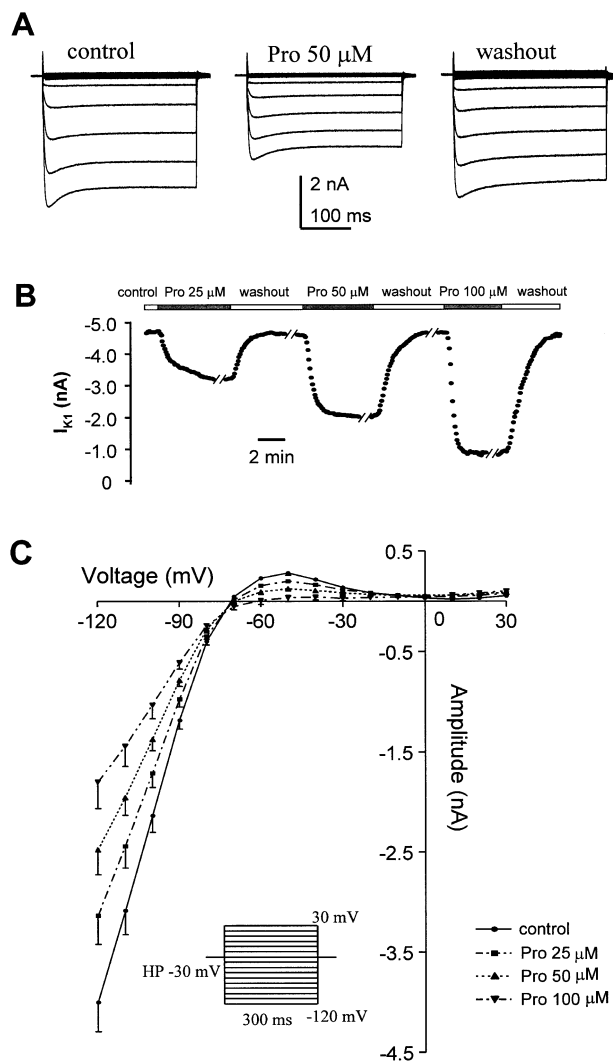 A
control
Pro 50 µM
washout
2 nA
100 ms
B
control Pro 25 µM washout Pro 50 µM washout Pro 100 µM washout
-5.0
-4.0
-3.0
-2.0
-1.0
0
I_K1 (nA)
2 min
C
Voltage (mV)
-120 -90 -60 -30 0 30
0.5
-0.5
-1.5
-2.5
-3.5
-4.5
Amplitude (nA)
30 mV
HP -30 mV
300 ms
-120 mV
control
Pro 25 µM
Pro 50 µM
Pro 100 µM